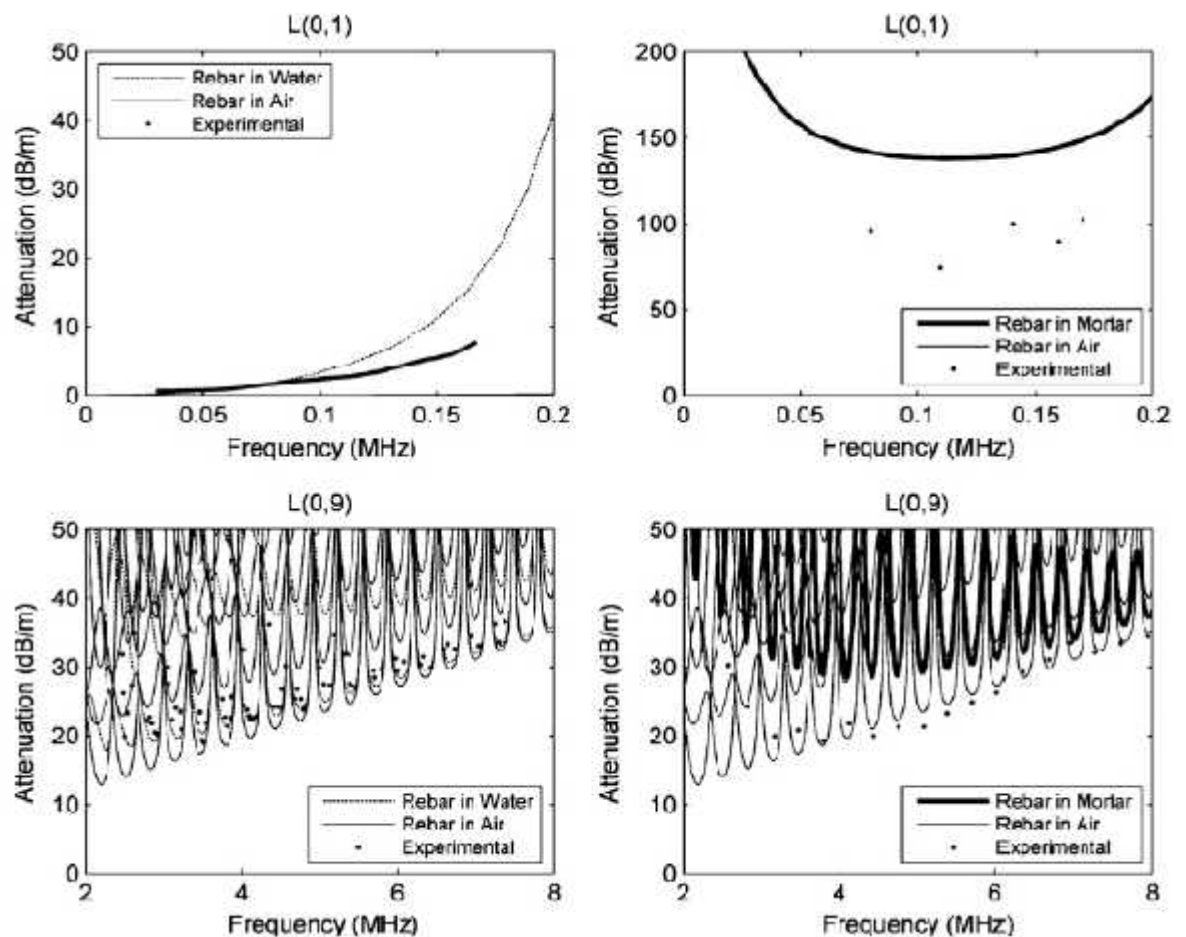 L(0,1)
Attenuation (dB/m)
50
40
30
20
10
0
Rebar in Water
Rebar in Air
Experimental
0 0.05 0.1 0.15 0.2
Frequency (MHz)
L(0,1)
Attenuation (dB/m)
200
150
100
50
0
Rebar in Mortar
Rebar in Air
Experimental
0 0.05 0.1 0.15 0.2
Frequency (MHz)
L(0,9)
Attenuation (dB/m)
50
40
30
20
10
0
Rebar in Water
Rebar in Air
Experimental
2 4 6 8
Frequency (MHz)
L(0,9)
Attenuation (dB/m)
50
40
30
20
10
0
Rebar in Mortar
Rebar in Air
Experimental
2 4 6 8
Frequency (MHz)